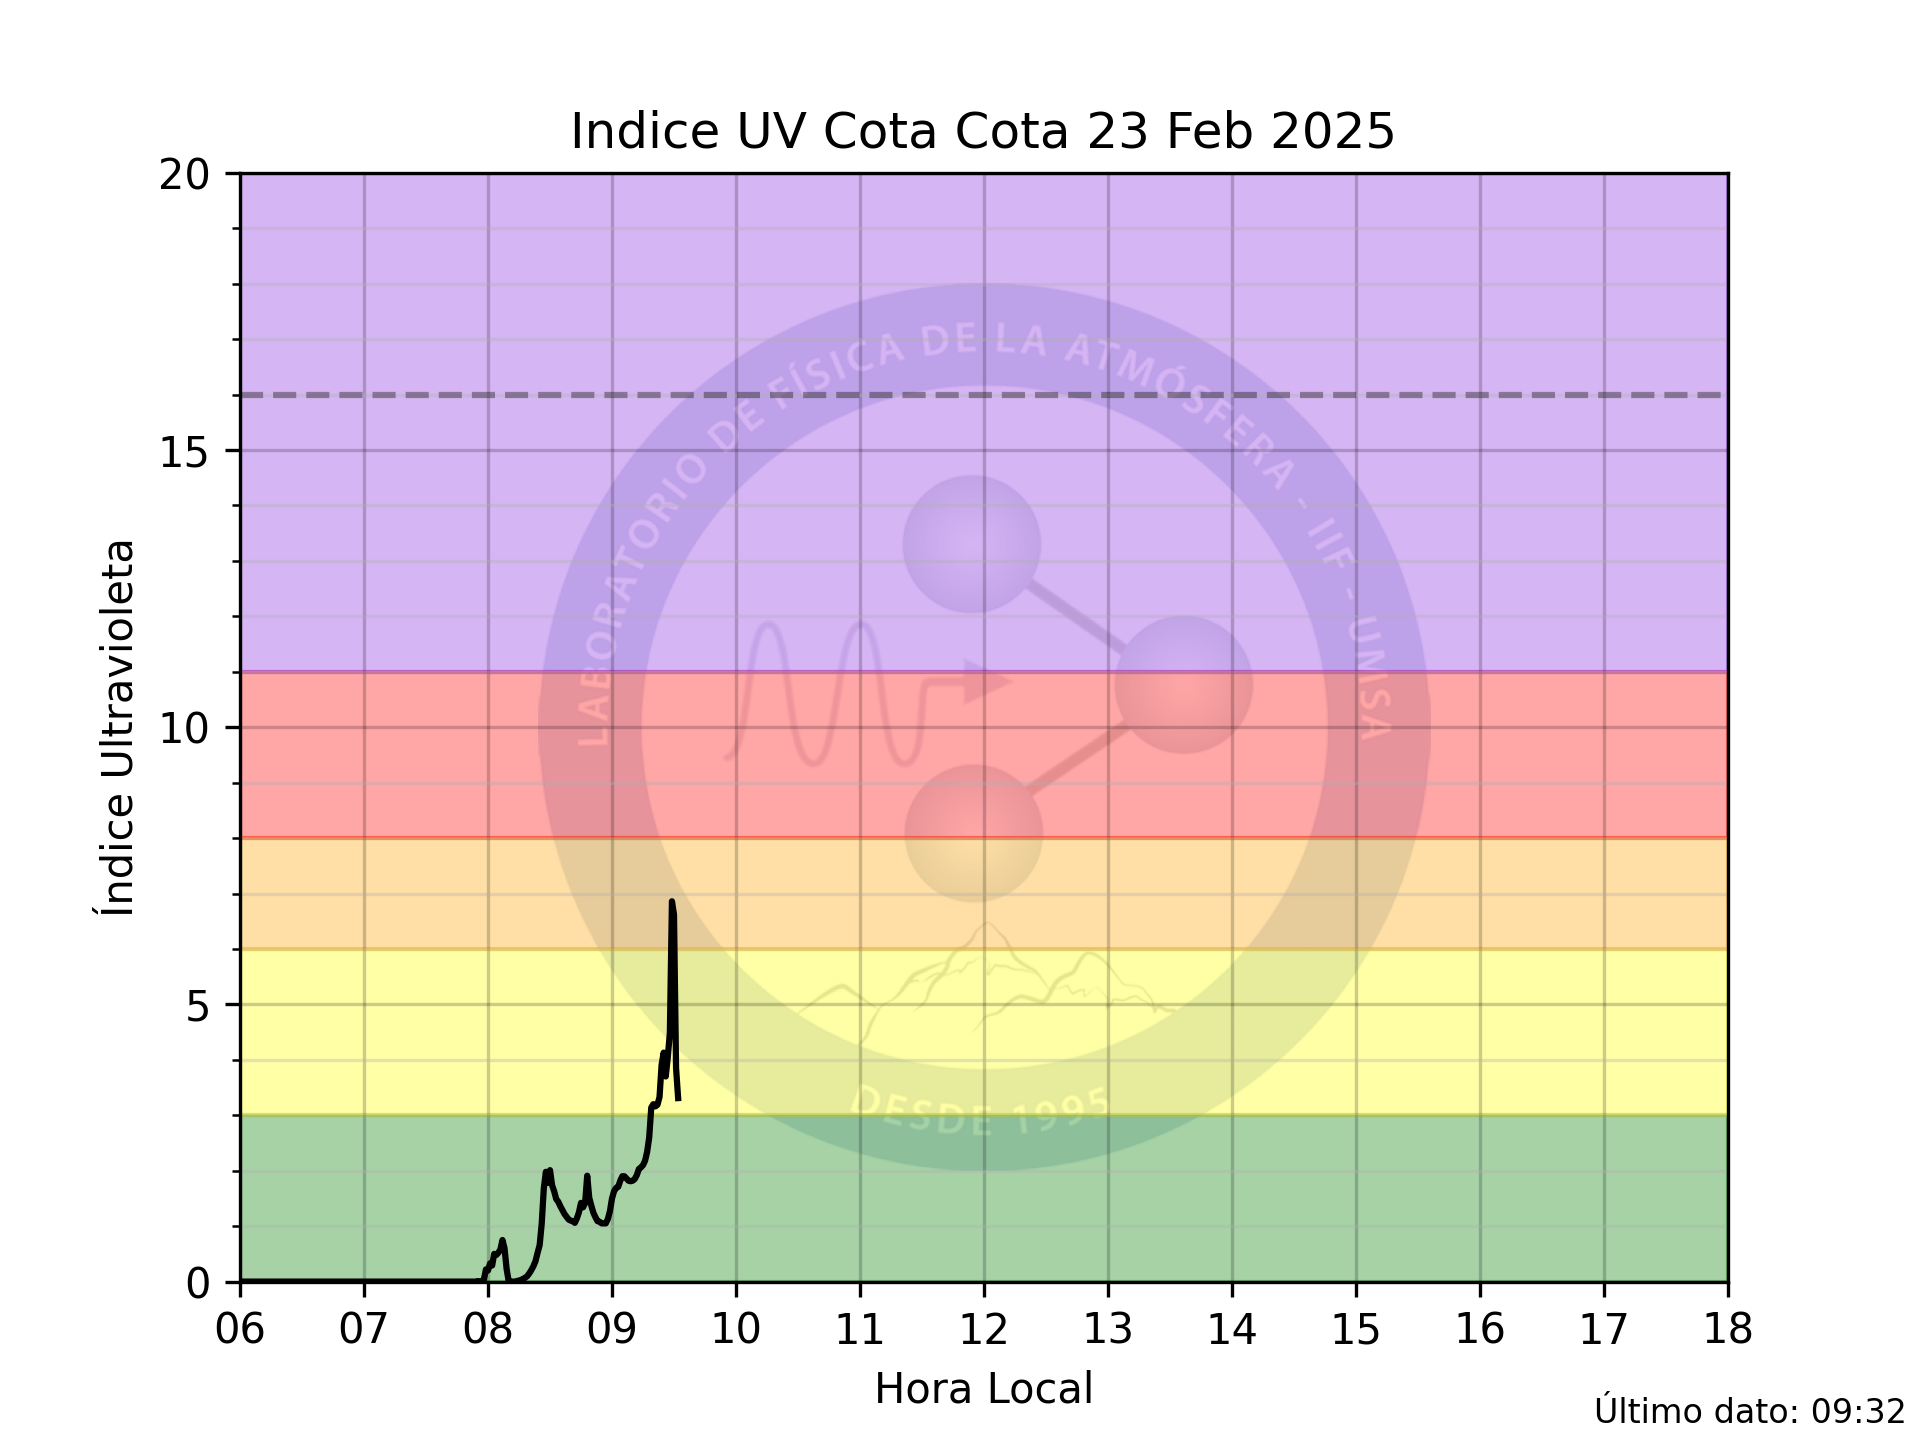 Indice UV Cota Cota 23 Feb 2025
20
15
10
5
0
Índice Ultravioleta
LABORATORIO DE FÍSICA DE LA ATMÓSFERA - IIF - UMSA
DESDE 1995
06 07 08 09 10 11 12 13 14 15 16 17 18
Hora Local
Último dato: 09:32